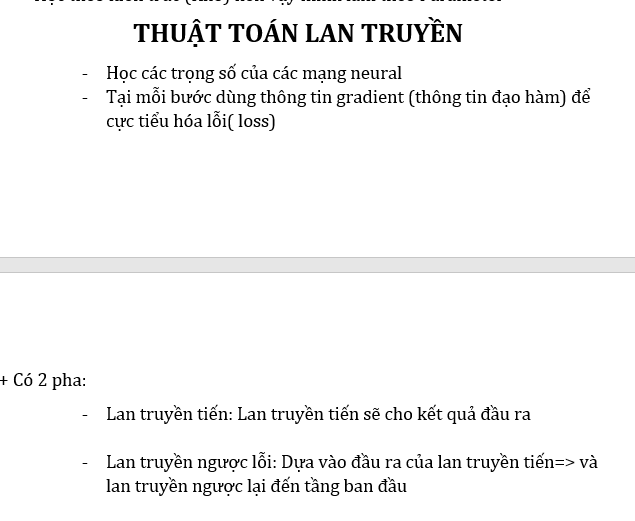 THUẬT TOÁN LAN TRUYỀN
- Học các trọng số của các mạng neural
- Tại mỗi bước dùng thông tin gradient (thông tin đạo hàm) để
cực tiểu hóa lỗi( loss)
+ Có 2 pha:
- Lan truyền tiến: Lan truyền tiến sẽ cho kết quả đầu ra
- Lan truyền ngược lỗi: Dựa vào đầu ra của lan truyền tiến=> và
lan truyền ngược lại đến tầng ban đầu